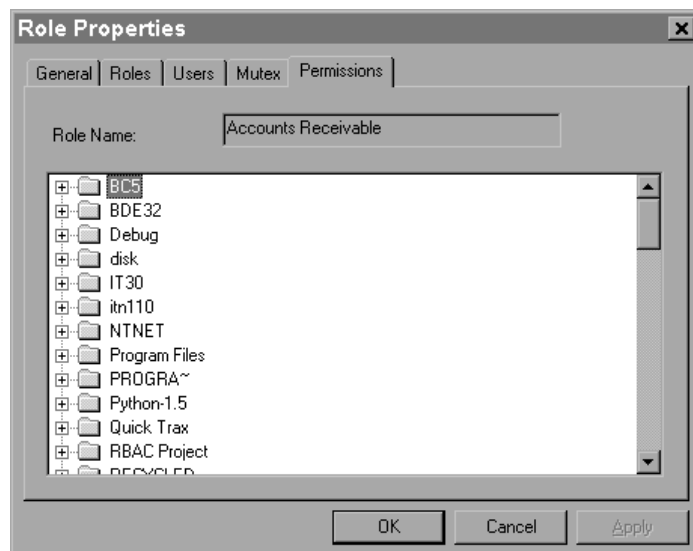 Role Properties
General Roles Users Mutex Permissions
Role Name: Accounts Receivable
BC5
BDE32
Debug
disk
IT30
itn110
NTNET
Program Files
PROGRA~
Python-1.5
Quick Trax
RBAC Project
RECYCLED
OK Cancel Apply